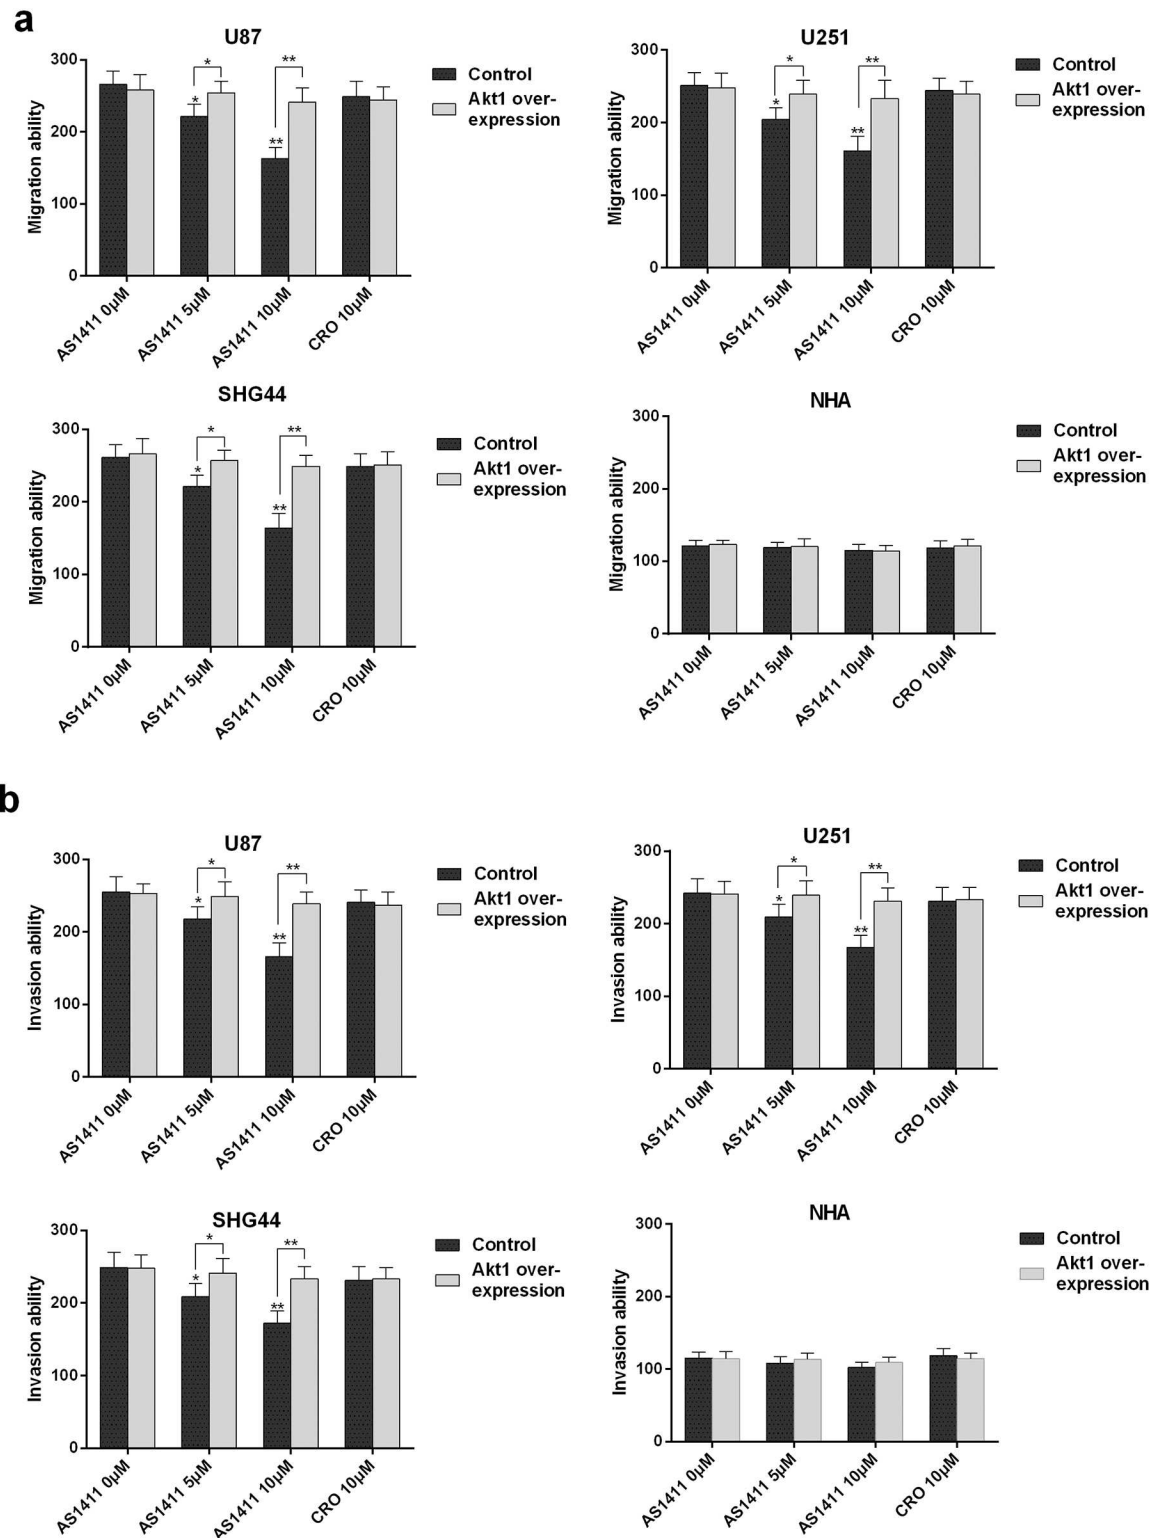 a
U87
300
200
100
0
Migration ability
*
*
**
**
Control
Akt1 over-
expression
AS1411 0µM
AS1411 5µM
AS1411 10µM
CRO 10µM
U251
300
200
100
0
Migration ability
*
*
**
**
Control
Akt1 over-
expression
AS1411 0µM
AS1411 5µM
AS1411 10µM
CRO 10µM
SHG44
300
200
100
0
Migration ability
*
*
**
**
Control
Akt1 over-
expression
AS1411 0µM
AS1411 5µM
AS1411 10µM
CRO 10µM
NHA
300
200
100
0
Migration ability
Control
Akt1 over-
expression
AS1411 0µM
AS1411 5µM
AS1411 10µM
CRO 10µM
b
U87
300
200
100
0
Invasion ability
*
*
**
**
Control
Akt1 over-
expression
AS1411 0µM
AS1411 5µM
AS1411 10µM
CRO 10µM
U251
300
200
100
0
Invasion ability
*
*
**
**
Control
Akt1 over-
expression
AS1411 0µM
AS1411 5µM
AS1411 10µM
CRO 10µM
SHG44
300
200
100
0
Invasion ability
*
*
**
**
Control
Akt1 over-
expression
AS1411 0µM
AS1411 5µM
AS1411 10µM
CRO 10µM
NHA
300
200
100
0
Invasion ability
Control
Akt1 over-
expression
AS1411 0µM
AS1411 5µM
AS1411 10µM
CRO 10µM